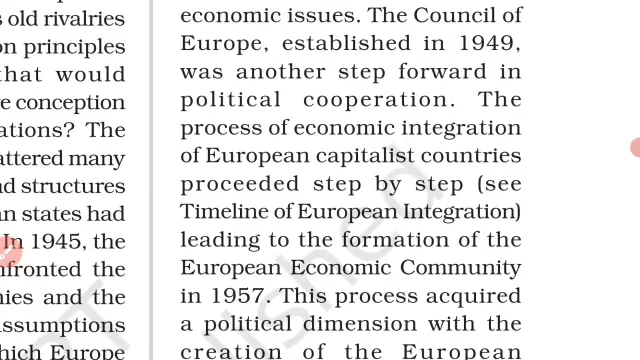 s old rivalries
on principles
that would
e conception
ations? The
attered many
nd structures
an states had
In 1945, the
nfronted the
nies and the
assumptions
hich Europe
economic issues. The Council of
Europe, established in 1949,
was another step forward in
political cooperation. The
process of economic integration
of European capitalist countries
proceeded step by step (see
Timeline of European Integration)
leading to the formation of the
European Economic Community
in 1957. This process acquired
a political dimension with the
creation of the European